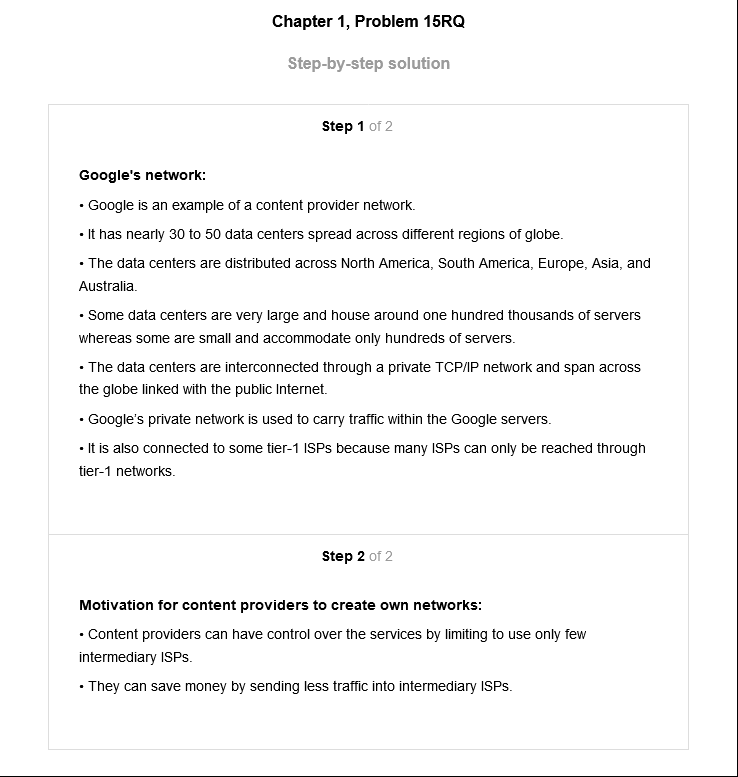 Chapter 1, Problem 15RQ
Step-by-step solution
Step 1 of 2
Google's network:
• Google is an example of a content provider network.
• It has nearly 30 to 50 data centers spread across different regions of globe.
• The data centers are distributed across North America, South America, Europe, Asia, and
Australia.
• Some data centers are very large and house around one hundred thousands of servers
whereas some are small and accommodate only hundreds of servers.
• The data centers are interconnected through a private TCP/IP network and span across
the globe linked with the public Internet.
• Google’s private network is used to carry traffic within the Google servers.
• It is also connected to some tier-1 ISPs because many ISPs can only be reached through
tier-1 networks.
Step 2 of 2
Motivation for content providers to create own networks:
• Content providers can have control over the services by limiting to use only few
intermediary ISPs.
• They can save money by sending less traffic into intermediary ISPs.